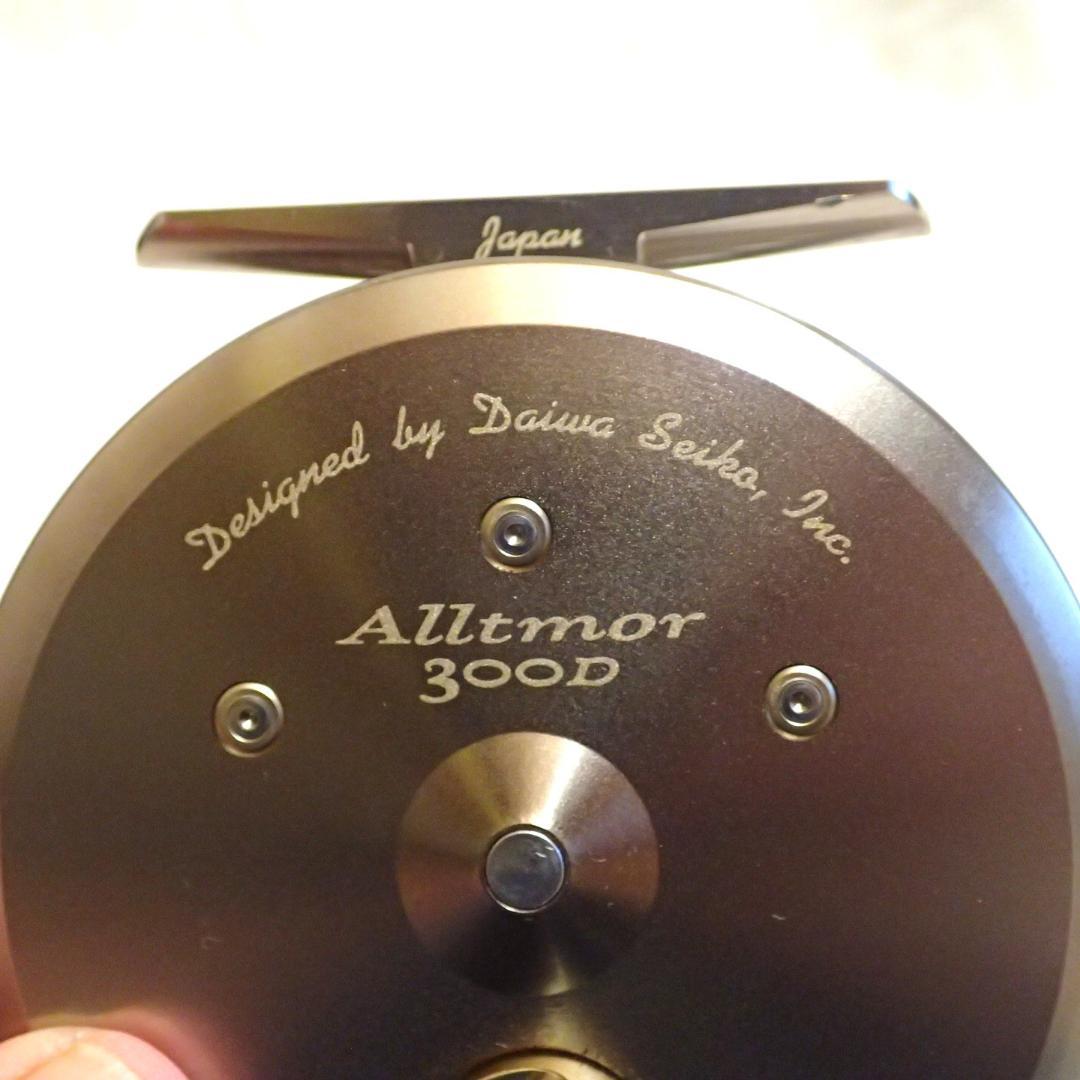 Japan
Designed by Daiwa Seiko, Inc.
Alltmor
300D